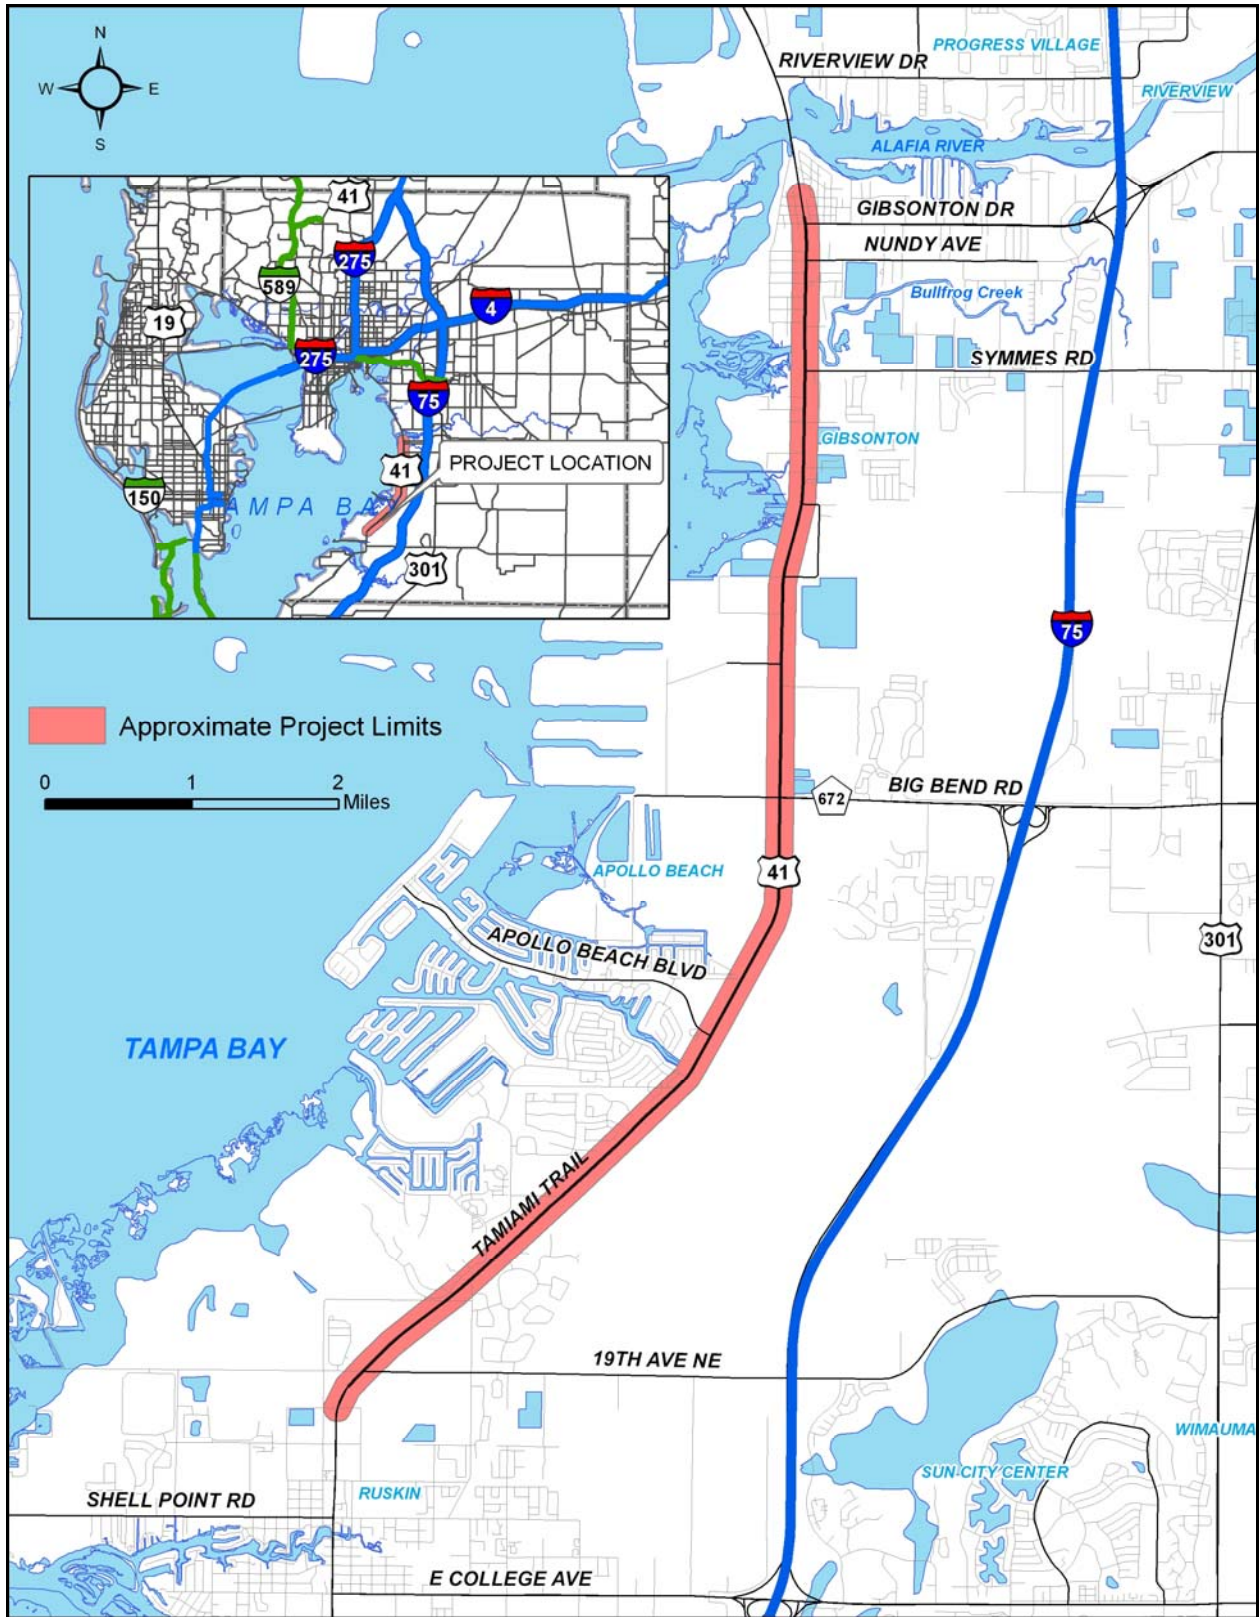 PROGRESS VILLAGE
N
W
E
S
RIVERVIEW DR
RIVERVIEW
ALAFIA RIVER
41
GIBSONTON DR
NUNDY AVE
275
589
4
Bullfrog Creek
19
275
SYMMES RD
75
GIBSONTON
41
PROJECT LOCATION
150
TAMPA BAY
301
75
Approximate Project Limits
0
1
2
Miles
BIG BEND RD
672
APOLLO BEACH
41
301
APOLLO BEACH BLVD
TAMPA BAY
TAMIAMI TRAIL
19TH AVE NE
WIMAUMA
SUN CITY CENTER
SHELL POINT RD
RUSKIN
E COLLEGE AVE